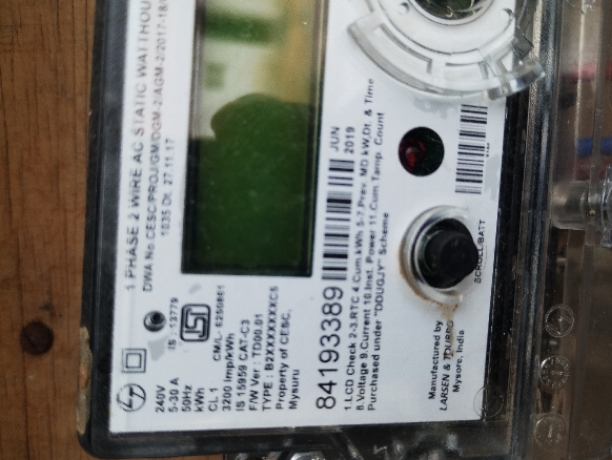 1 PHASE 2 WIRE AC STATIC WATTHOU
DWA No.CESC/PROJ/GM/DGM-2/AGM-2/2017-18/
1035 Dt. 27.11.17
IS : 13779
ISI
CM/L-
240V
5-30 A
50Hz
kWh
CL 1
3200 Imp/kWh
IS 15959 CAT-C3
F/W Ver : TD00.01
TYPE : B2XXXXXXXC5
Property of CESC,
Mysuru
JUN
2019
84193389
1.LCD Check 2-3.RTC 4.Cum.kWh 5-7.Prev. MD kW,Dt. & Time
8.Voltage 9.Current 10.Inst. Power 11.Cum Tamp. Count
Purchased under "DDUGJY" Scheme
Manufactured by
LARSEN & TOUBRO
Mysore, India
SCROLL/BATT